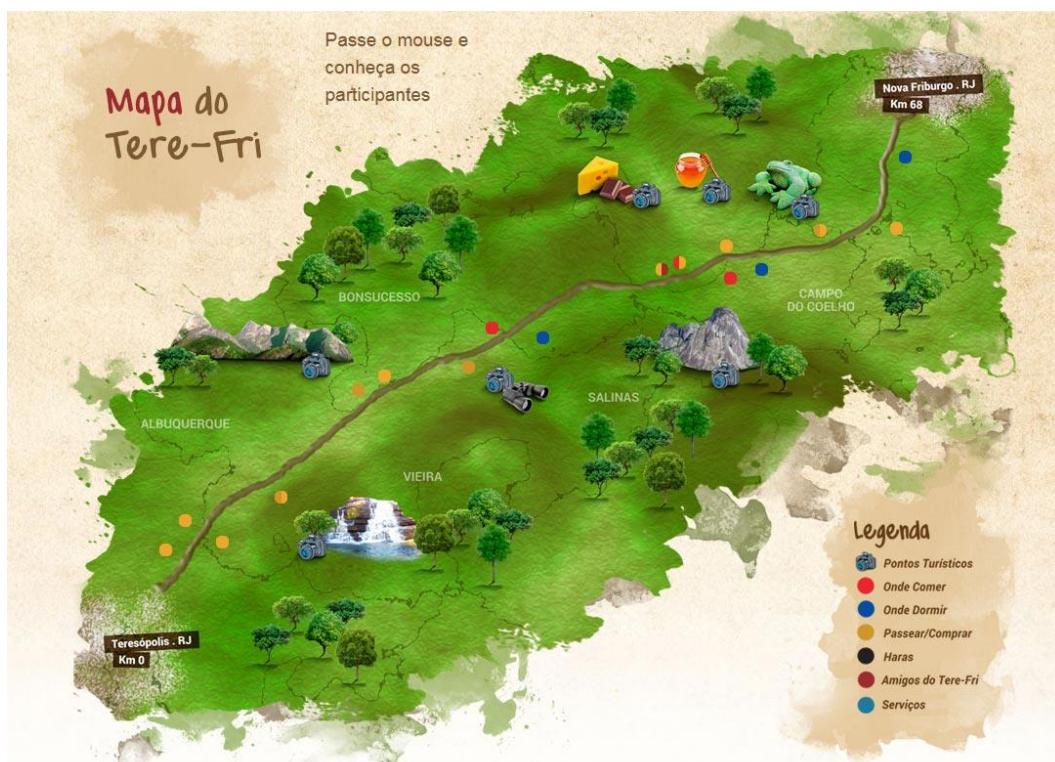 Passe o mouse e
conheça os
participantes
Mapa do
Tere-Fri
Nova Friburgo . RJ
Km 68
BONSUCESSO
CAMPO
DO COELHO
ALBUQUERQUE
SALINAS
VIEIRA
Teresópolis . RJ
Km 0
Legenda
Pontos Turísticos
Onde Comer
Onde Dormir
Passear/Comprar
Haras
Amigos do Tere-Fri
Serviços